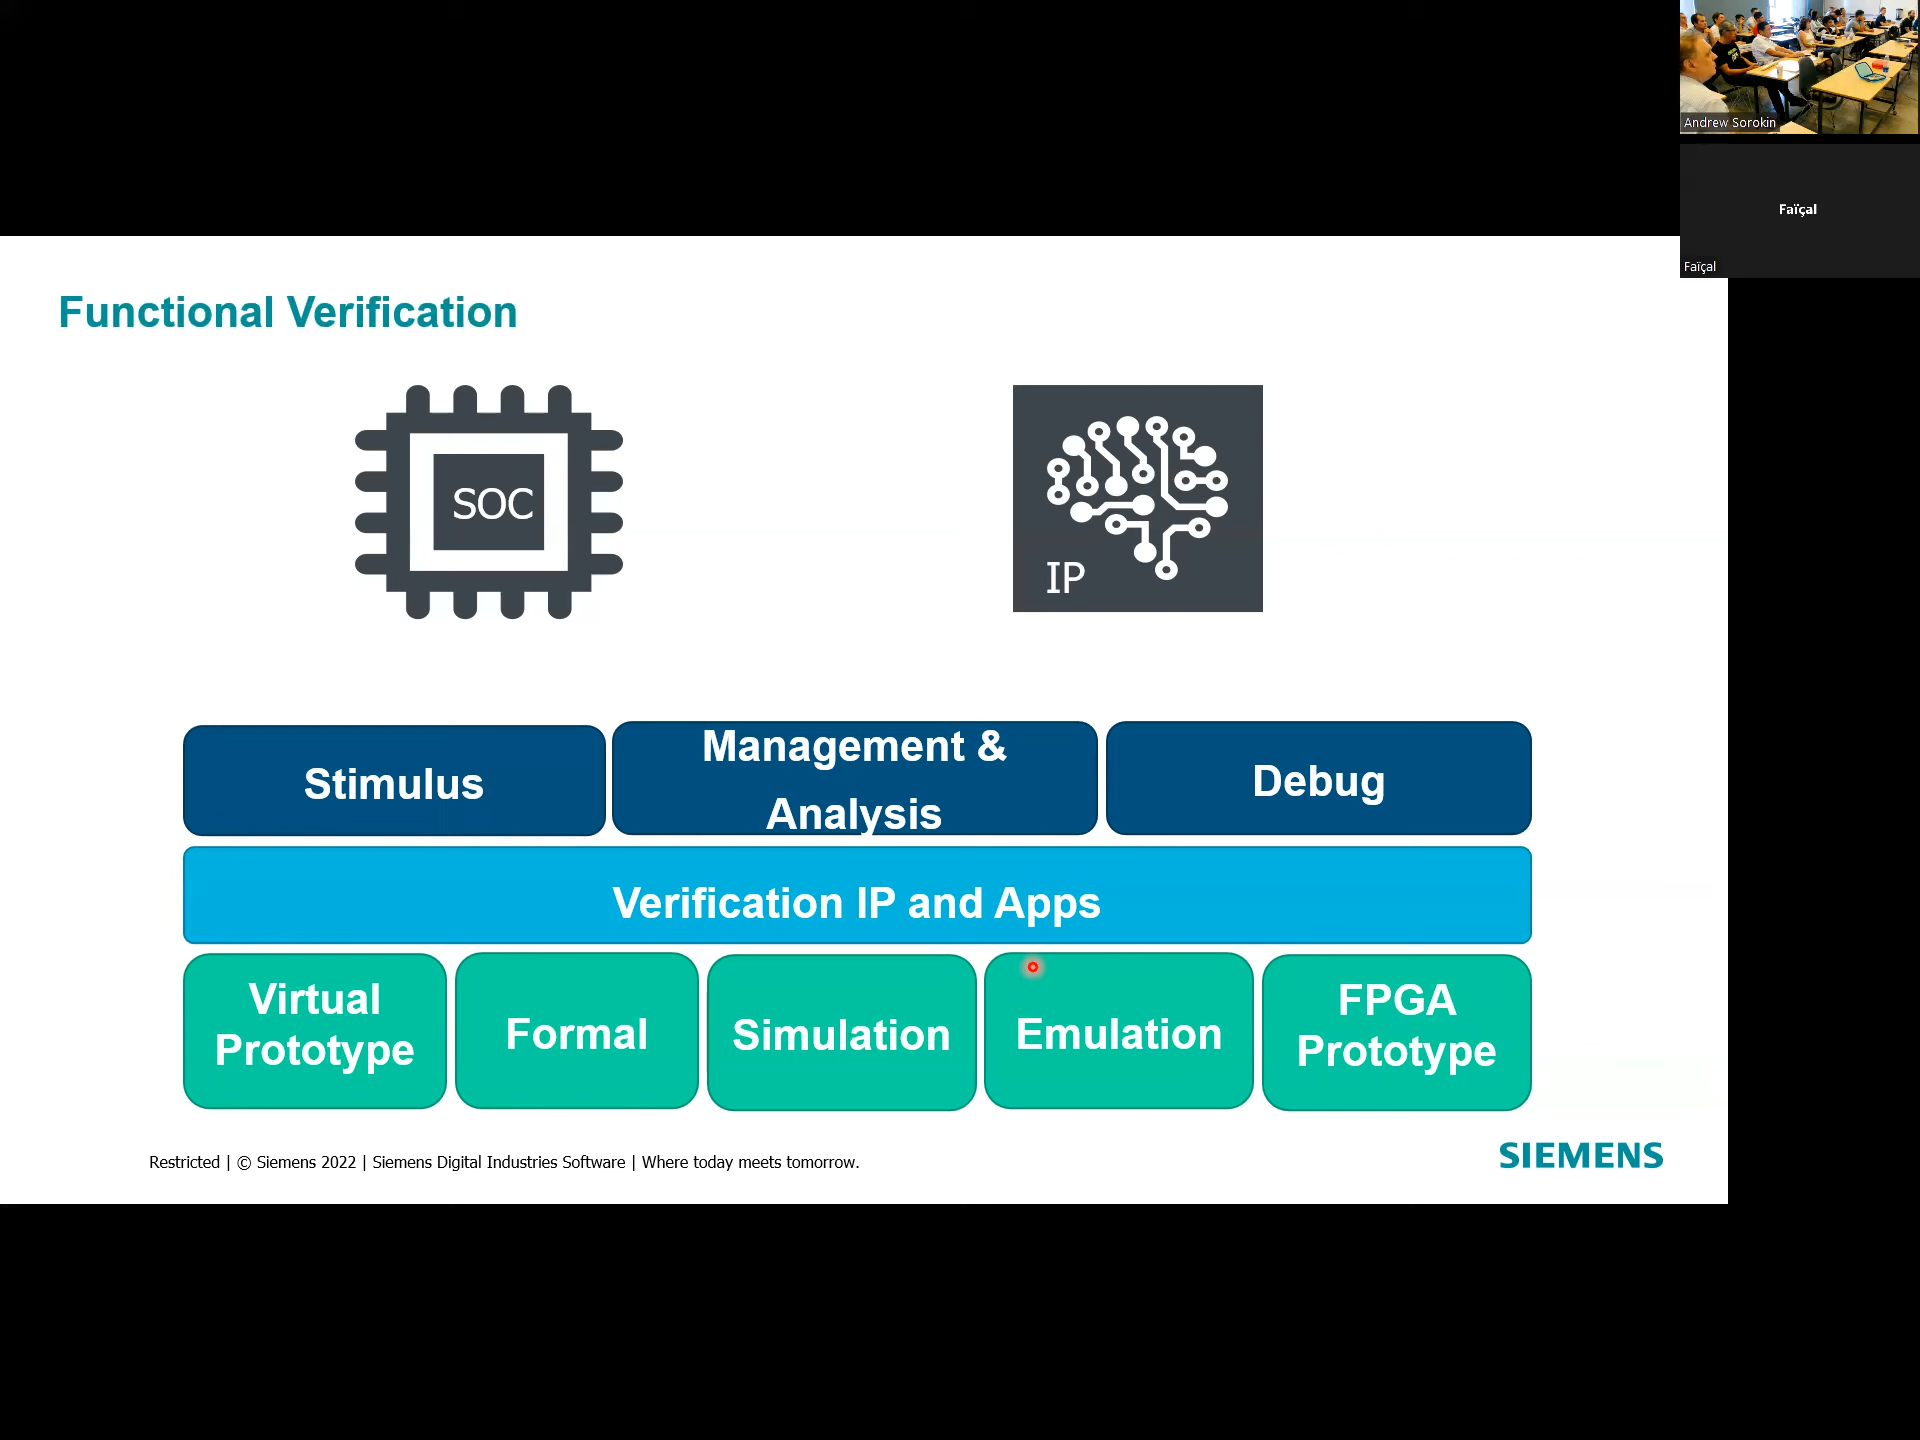 Andrew Sorokin
Faïçal
Faïçal
Functional Verification
SOC
IP
Stimulus
Management &
Analysis
Debug
Verification IP and Apps
Virtual
Prototype
Formal
Simulation
Emulation
FPGA
Prototype
Restricted | © Siemens 2022 | Siemens Digital Industries Software | Where today meets tomorrow.
SIEMENS